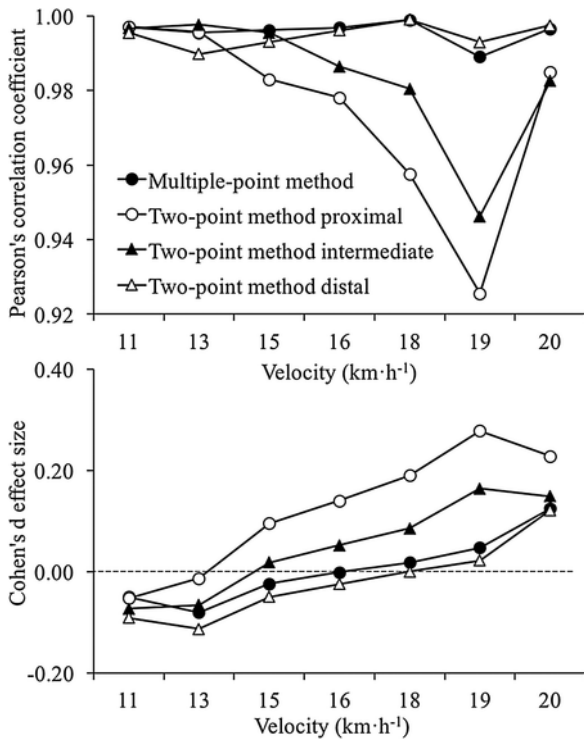 Pearson's correlation coefficient
1.00
0.98
0.96
0.94
0.92
Multiple-point method
Two-point method proximal
Two-point method intermediate
Two-point method distal
11 13 15 16 18 19 20
Velocity (km·h⁻¹)
Cohen's d effect size
0.40
0.20
0.00
-0.20
11 13 15 16 18 19 20
Velocity (km·h⁻¹)